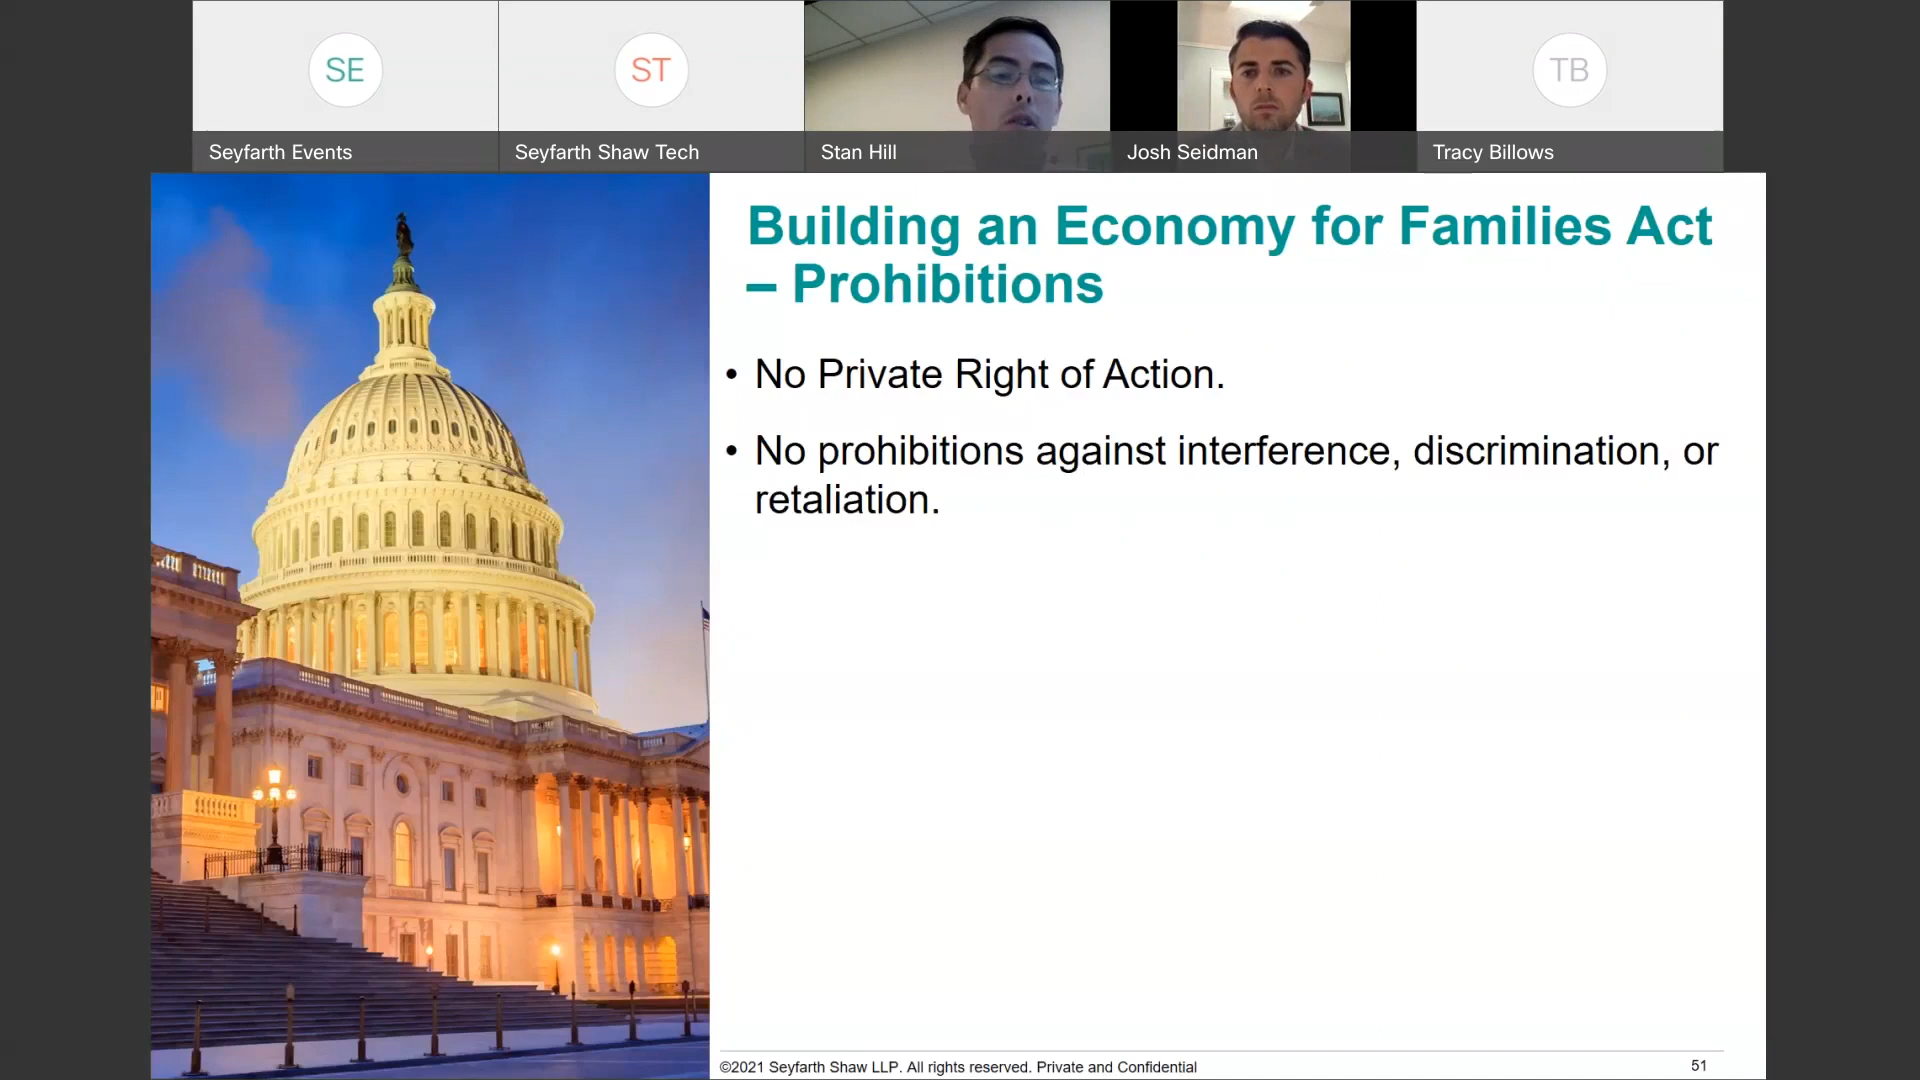 SE
ST
TB
Seyfarth Events
Seyfarth Shaw Tech
Stan Hill
Josh Seidman
Tracy Billows
Building an Economy for Families Act
– Prohibitions
• No Private Right of Action.
• No prohibitions against interference, discrimination, or
retaliation.
©2021 Seyfarth Shaw LLP. All rights reserved. Private and Confidential
51